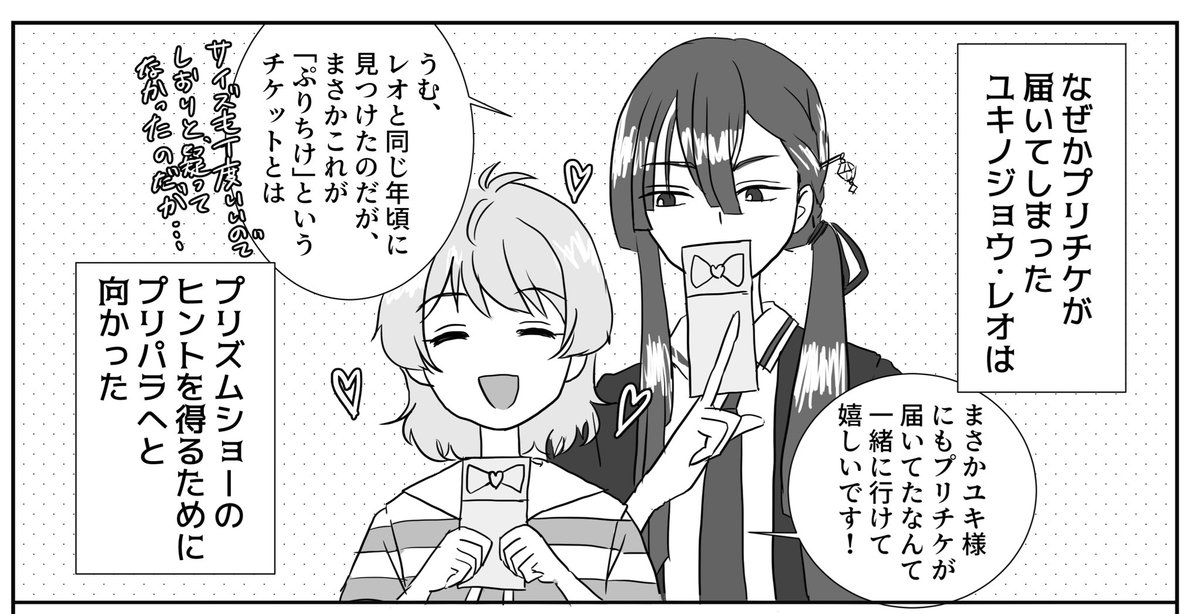 なぜかプリチケが
届いてしまった
ユキノジョウ・レオは
まさかユキ様
にもプリチケが
届いてたなんて
一緒に行けて
嬉しいです！
うむ、
レオと同じ年頃に
見つけたのだが、
まさかこれが
「ぷりちけ」という
チケットとは
サイズも丁度いいので
しおりと、疑って
なかったのだが…
プリズムショーの
ヒントを得るために
プリパラへと
向かった